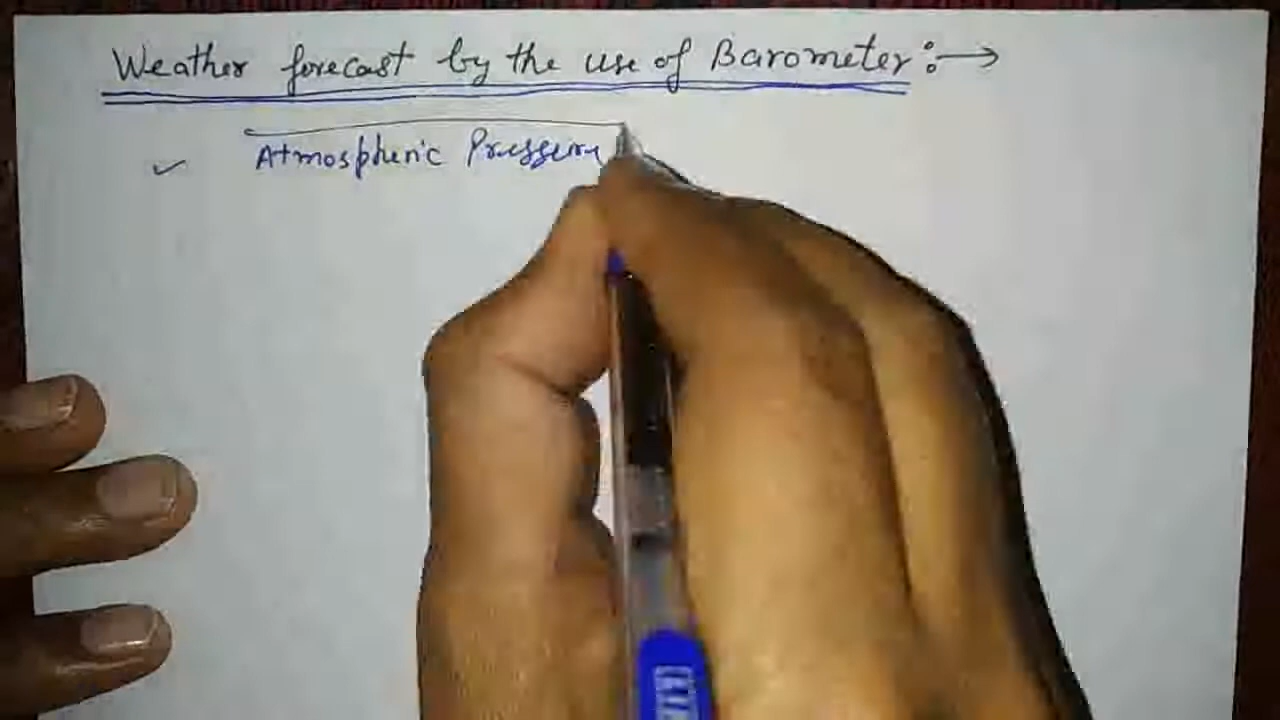 Weather forecast by the use of Barometer :→
✓ Atmospheric Pressure